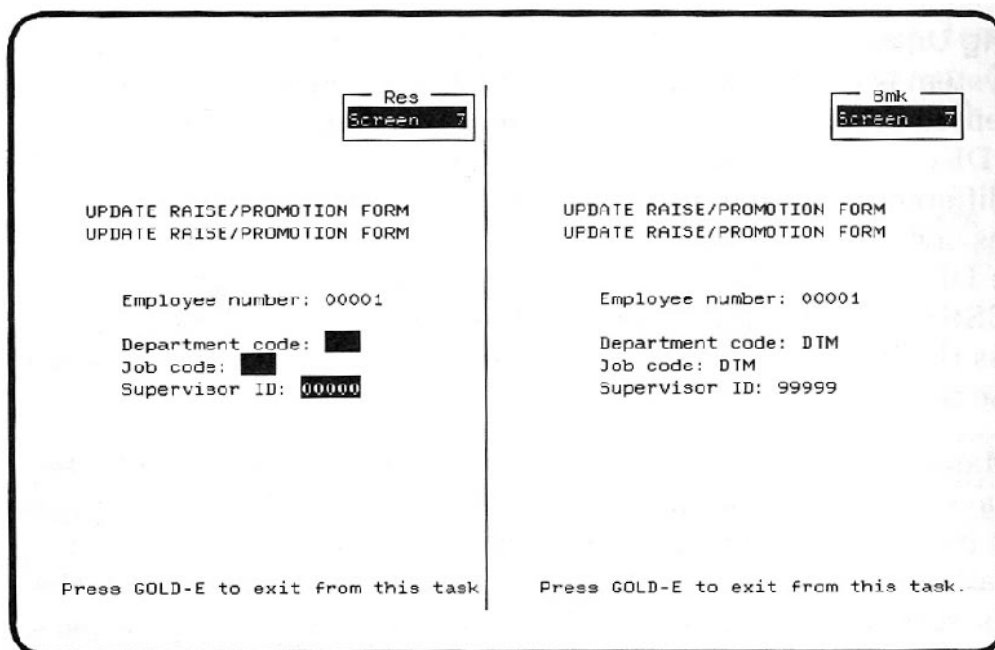 Res
Screen 7
UPDATE RAISE/PROMOTION FORM
UPDATE RAISE/PROMOTION FORM
Employee number: 00001
Department code:
Job code:
Supervisor ID: 00000
Press GOLD-E to exit from this task
Bmk
Screen 7
UPDATE RAISE/PROMOTION FORM
UPDATE RAISE/PROMOTION FORM
Employee number: 00001
Department code: DTM
Job code: DTM
Supervisor ID: 99999
Press GOLD-E to exit from this task.